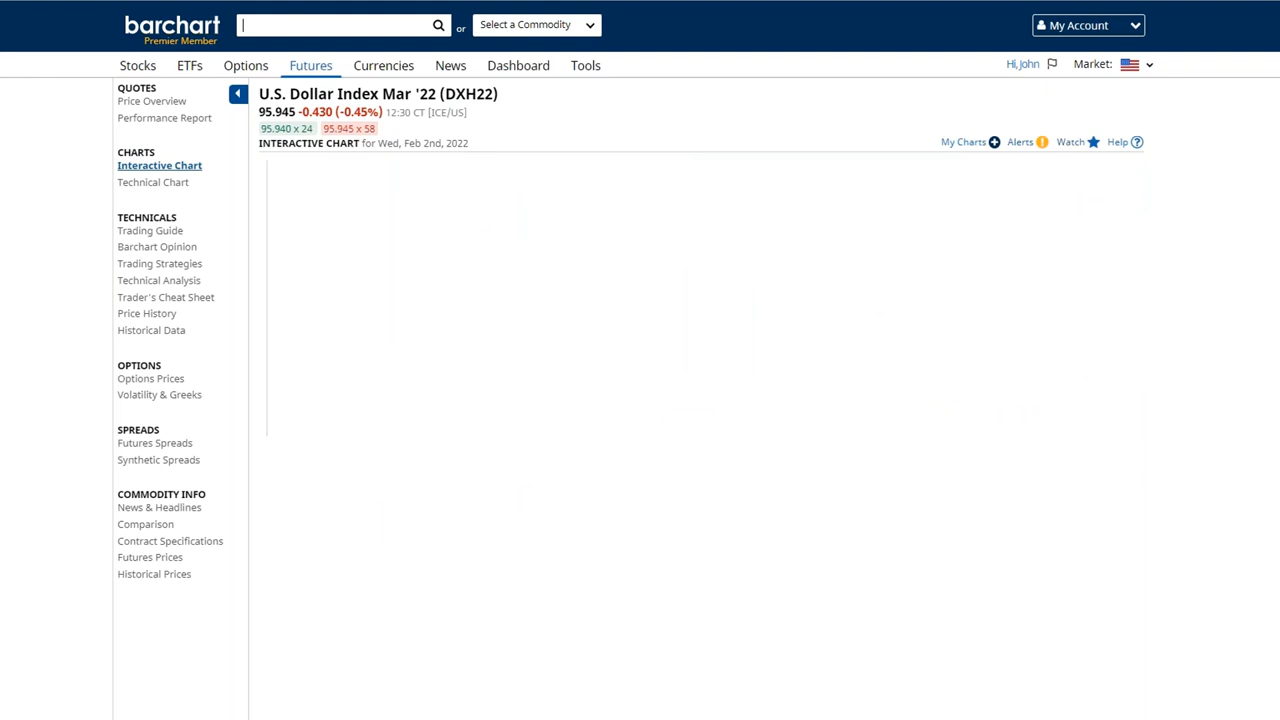 barchart
Premier Member
or
Select a Commodity
My Account
Stocks ETFs Options Futures Currencies News Dashboard Tools
Hi, John
Market:
QUOTES
Price Overview
Performance Report
CHARTS
Interactive Chart
Technical Chart
TECHNICALS
Trading Guide
Barchart Opinion
Trading Strategies
Technical Analysis
Trader's Cheat Sheet
Price History
Historical Data
OPTIONS
Options Prices
Volatility & Greeks
SPREADS
Futures Spreads
Synthetic Spreads
COMMODITY INFO
News & Headlines
Comparison
Contract Specifications
Futures Prices
Historical Prices
U.S. Dollar Index Mar '22 (DXH22)
95.945 -0.430 (-0.45%) 12:30 CT [ICE/US]
95.940 x 24 95.945 x 58
INTERACTIVE CHART for Wed, Feb 2nd, 2022
My Charts Alerts Watch Help